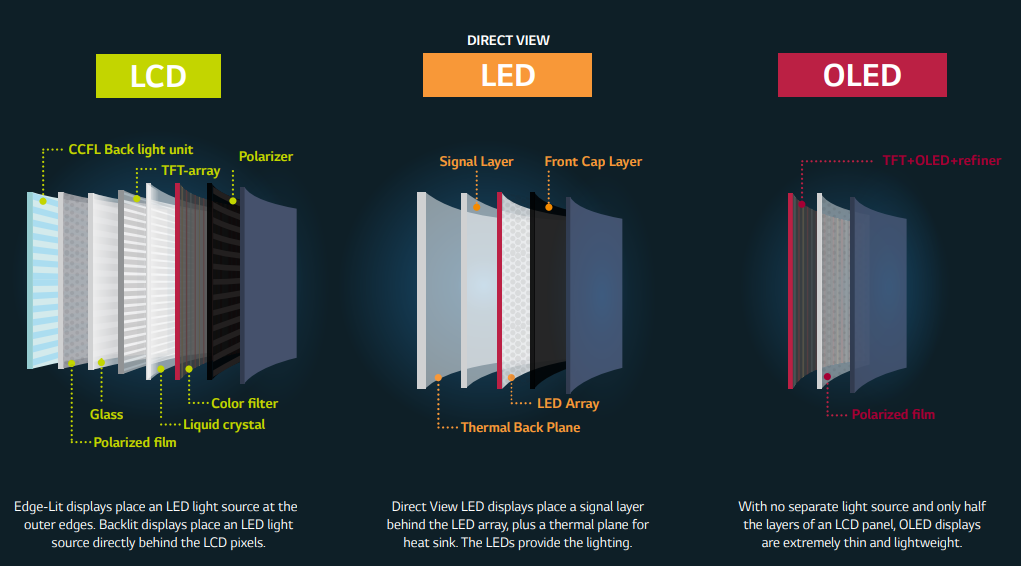 LCD
CCFL Back light unit
TFT-array
Polarizer
Color filter
Glass
Liquid crystal
Polarized film
Edge-Lit displays place an LED light source at the
outer edges. Backlit displays place an LED light
source directly behind the LCD pixels.
DIRECT VIEW
LED
Signal Layer
Front Cap Layer
LED Array
Thermal Back Plane
Direct View LED displays place a signal layer
behind the LED array, plus a thermal plane for
heat sink. The LEDs provide the lighting.
OLED
TFT+OLED+refiner
Polarized film
With no separate light source and only half
the layers of an LCD panel, OLED displays
are extremely thin and lightweight.